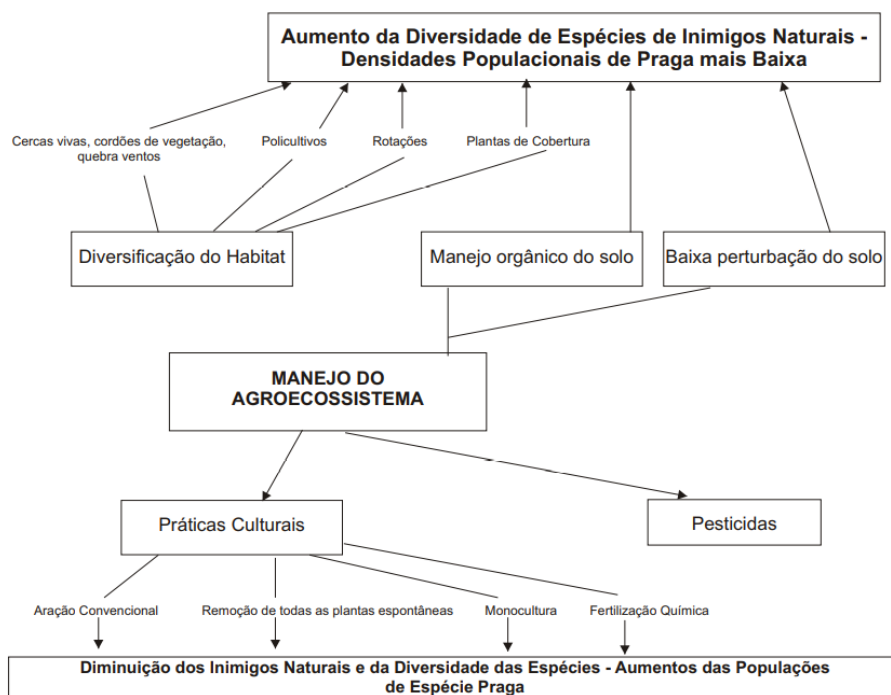 Aumento da Diversidade de Espécies de Inimigos Naturais -
Densidades Populacionais de Praga mais Baixa
Cercas vivas, cordões de vegetação,
quebra ventos
Policultivos
Rotações
Plantas de Cobertura
Diversificação do Habitat
Manejo orgânico do solo
Baixa perturbação do solo
MANEJO DO
AGROECOSSISTEMA
Práticas Culturais
Pesticidas
Aração Convencional
Remoção de todas as plantas espontâneas
Monocultura
Fertilização Química
Diminuição dos Inimigos Naturais e da Diversidade das Espécies - Aumentos das Populações
de Espécie Praga